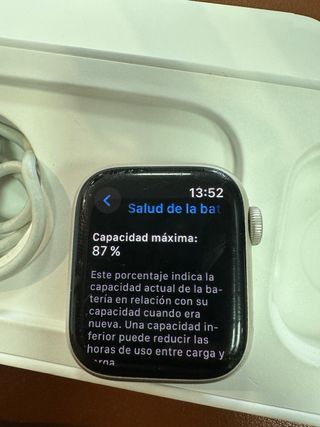 13:52
Salud de la bat
Capacidad máxima:
87 %
Este porcentaje indica la
capacidad actual de la ba-
tería en relación con su
capacidad cuando era
nueva. Una capacidad in-
ferior puede reducir las
horas de uso entre carga y
carga.